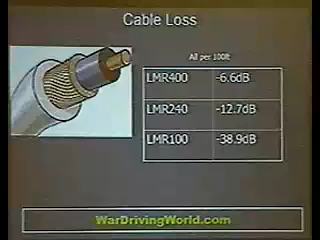 Cable Loss
All per 100ft
LMR400 -6.6dB
LMR240 -12.7dB
LMR100 -38.9dB
WarDrivingWorld.com